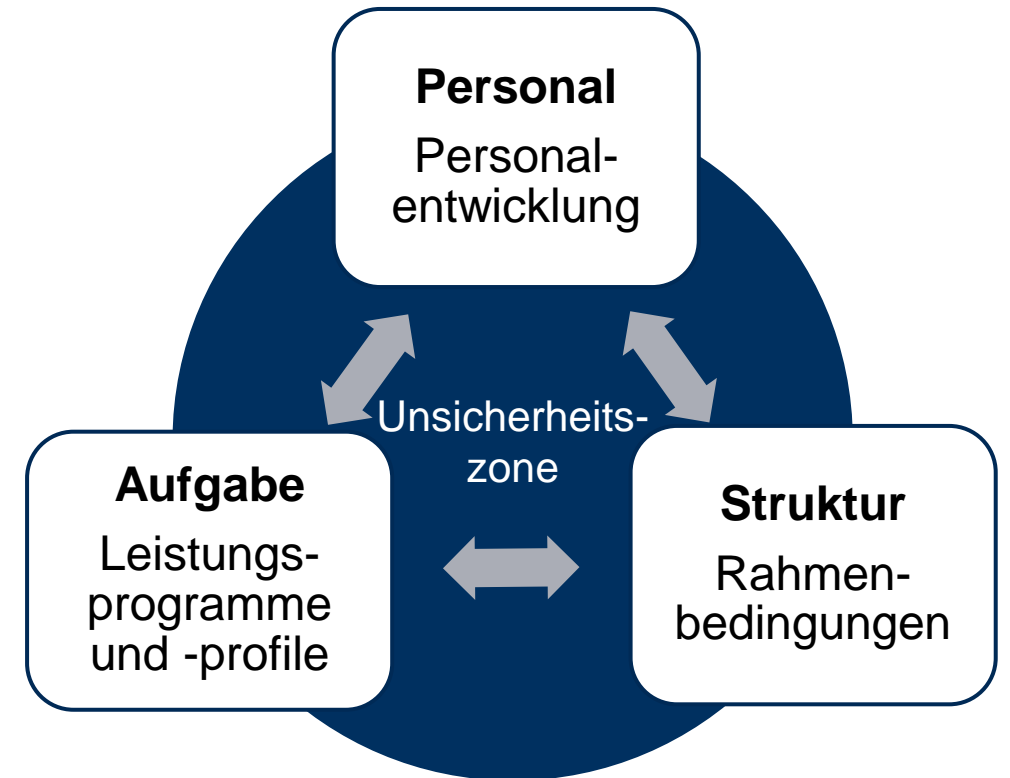 Personal
Personal-
entwicklung
Unsicherheits-
zone
Aufgabe
Leistungs-
programme
und -profile
Struktur
Rahmen-
bedingungen